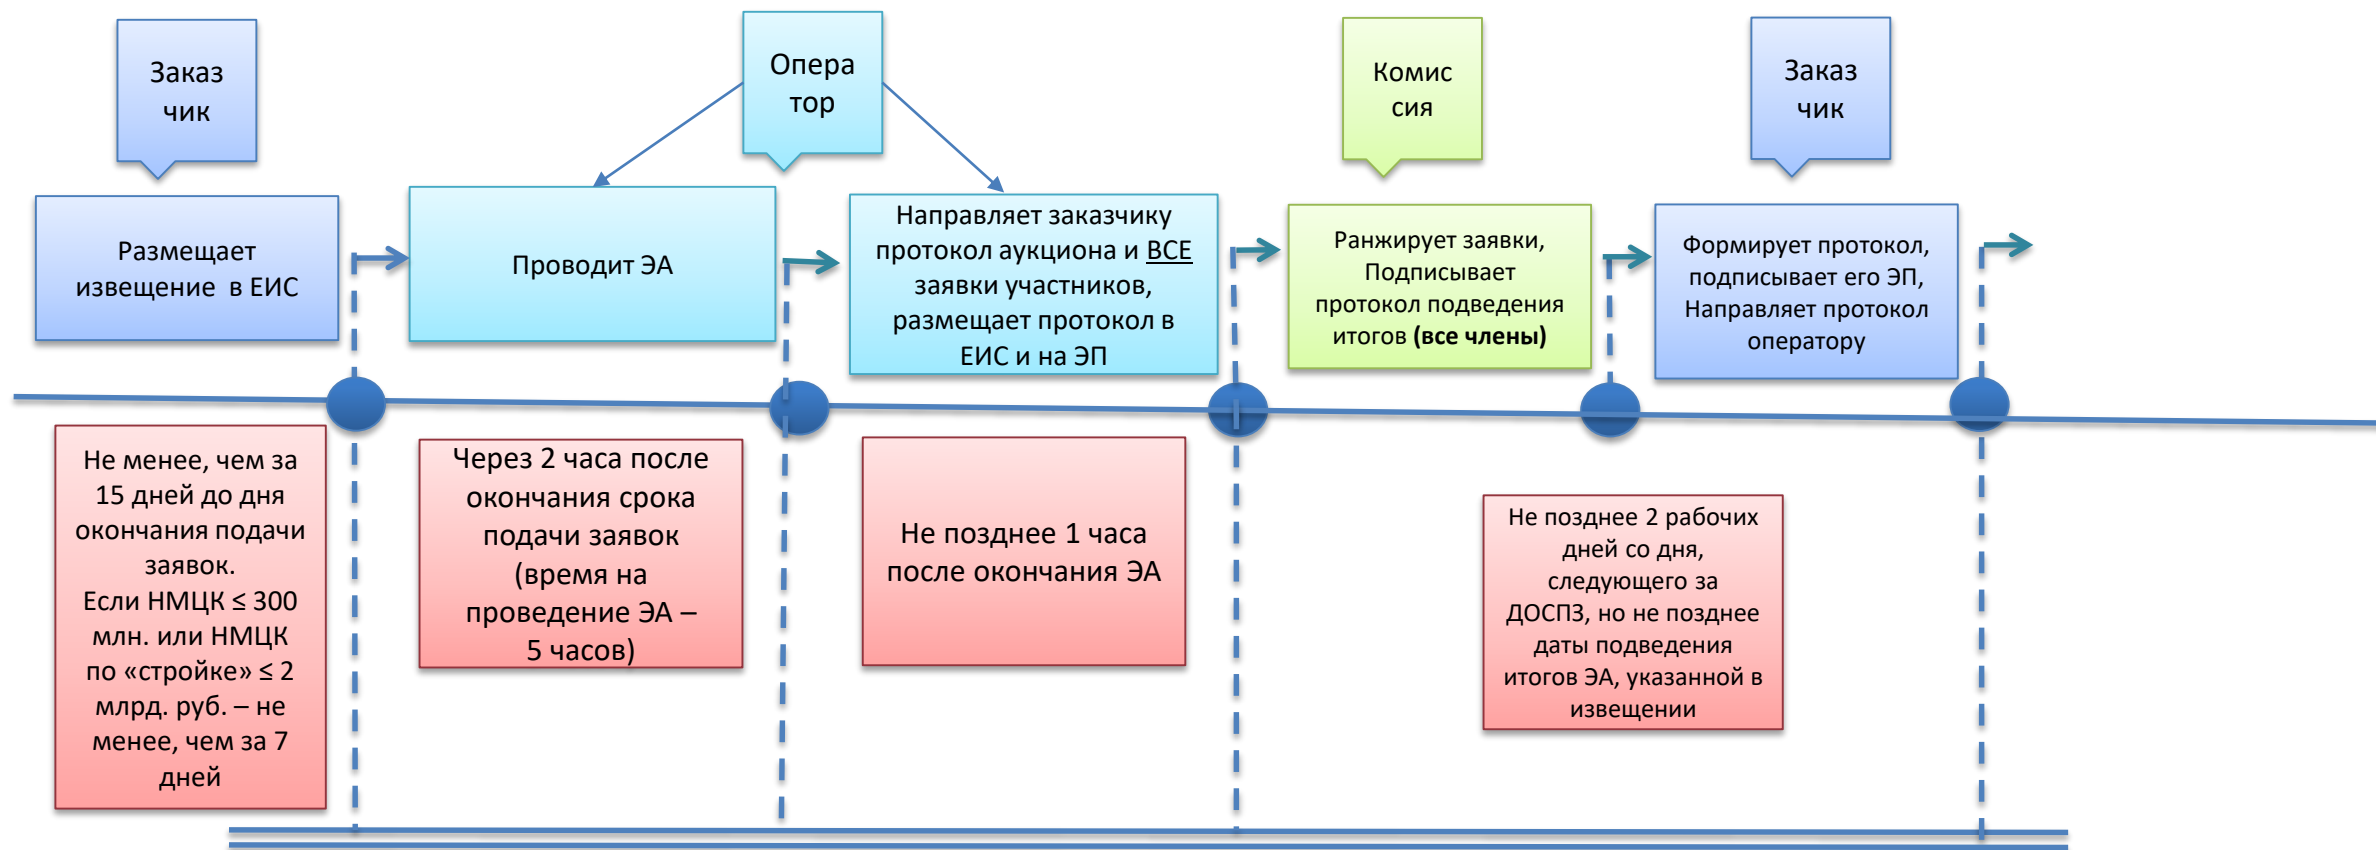 Заказ
чик
Опера
тор
Комис
сия
Заказ
чик
Размещает
извещение в ЕИС
Проводит ЭА
Направляет заказчику
протокол аукциона и ВСЕ
заявки участников,
размещает протокол в
ЕИС и на ЭП
Ранжирует заявки,
Подписывает
протокол подведения
итогов (все члены)
Формирует протокол,
подписывает его ЭП,
Направляет протокол
оператору
Не менее, чем за
15 дней до дня
окончания подачи
заявок.
Если НМЦК ≤ 300
млн. или НМЦК
по «стройке» ≤ 2
млрд. руб. – не
менее, чем за 7
дней
Через 2 часа после
окончания срока
подачи заявок
(время на
проведение ЭА –
5 часов)
Не позднее 1 часа
после окончания ЭА
Не позднее 2 рабочих
дней со дня,
следующего за
ДОСПЗ, но не позднее
даты подведения
итогов ЭА, указанной в
извещении